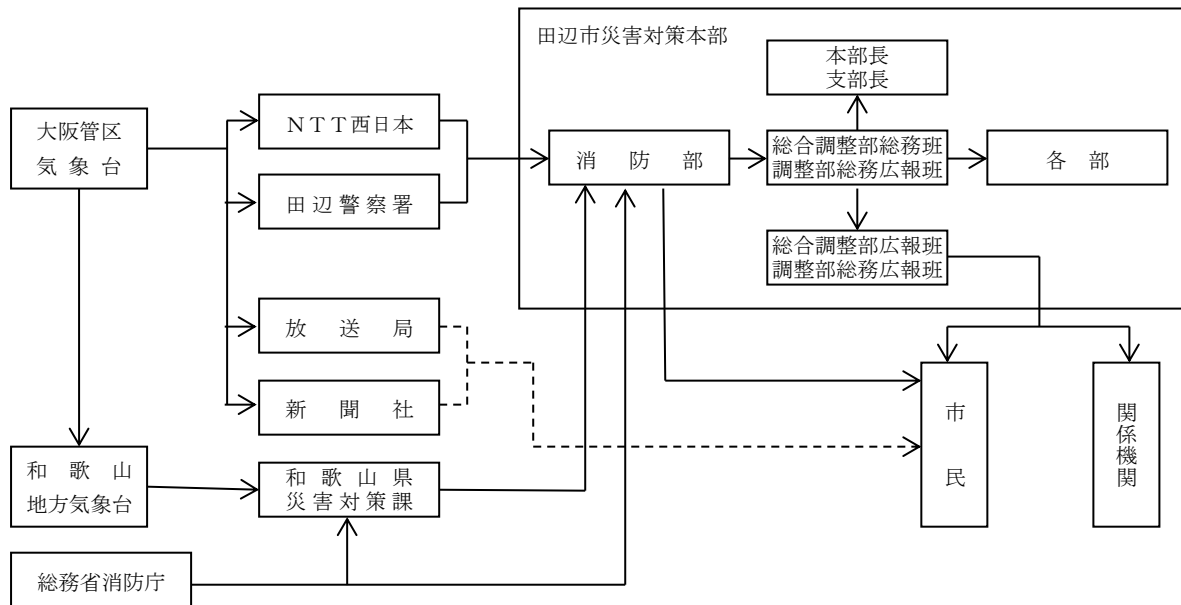 田辺市災害対策本部
本部長
支部長
大阪管区
気象台
ＮＴＴ西日本
消防部
総合調整部総務班
調整部総務広報班
各部
田辺警察署
総合調整部広報班
調整部総務広報班
放送局
新聞社
市民
関係機関
和歌山
地方気象台
和歌山県
災害対策課
総務省消防庁